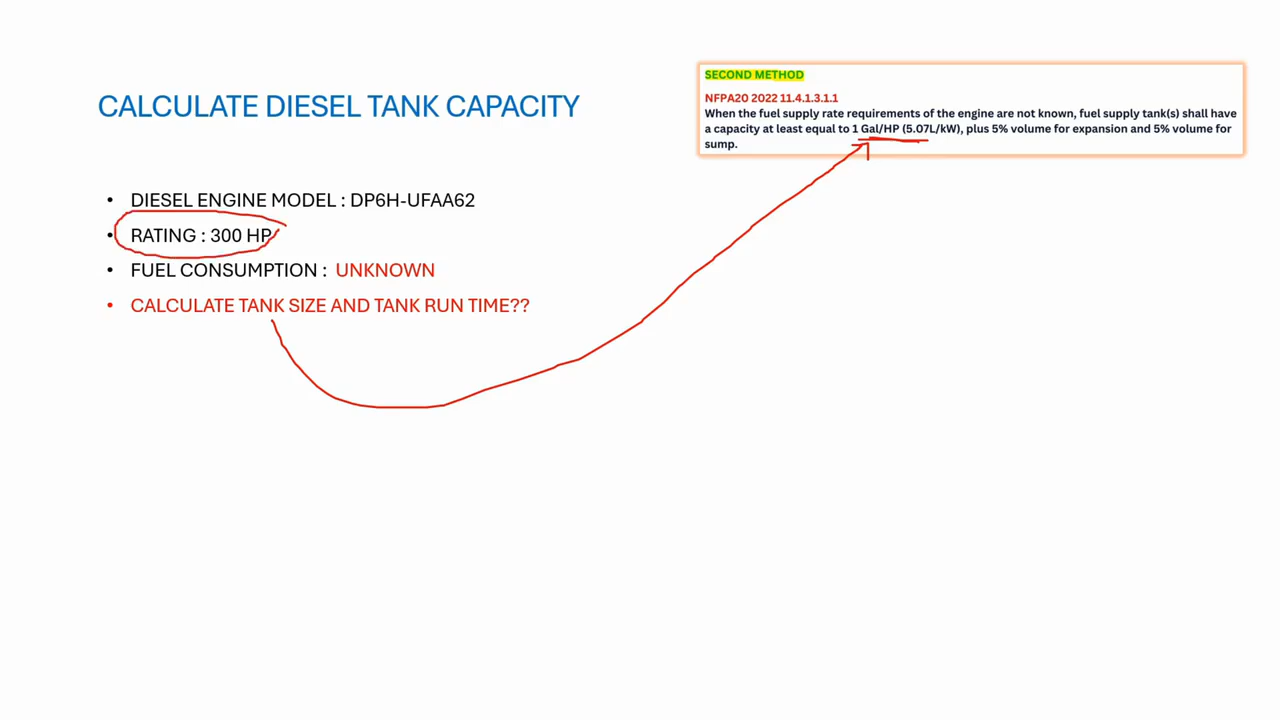 CALCULATE DIESEL TANK CAPACITY
SECOND METHOD
NFPA20 2022 11.4.1.3.1.1
When the fuel supply rate requirements of the engine are not known, fuel supply tank(s) shall have
a capacity at least equal to 1 Gal/HP (5.07L/kW), plus 5% volume for expansion and 5% volume for
sump.
• DIESEL ENGINE MODEL : DP6H-UFAA62
• RATING : 300 HP
• FUEL CONSUMPTION : UNKNOWN
• CALCULATE TANK SIZE AND TANK RUN TIME??